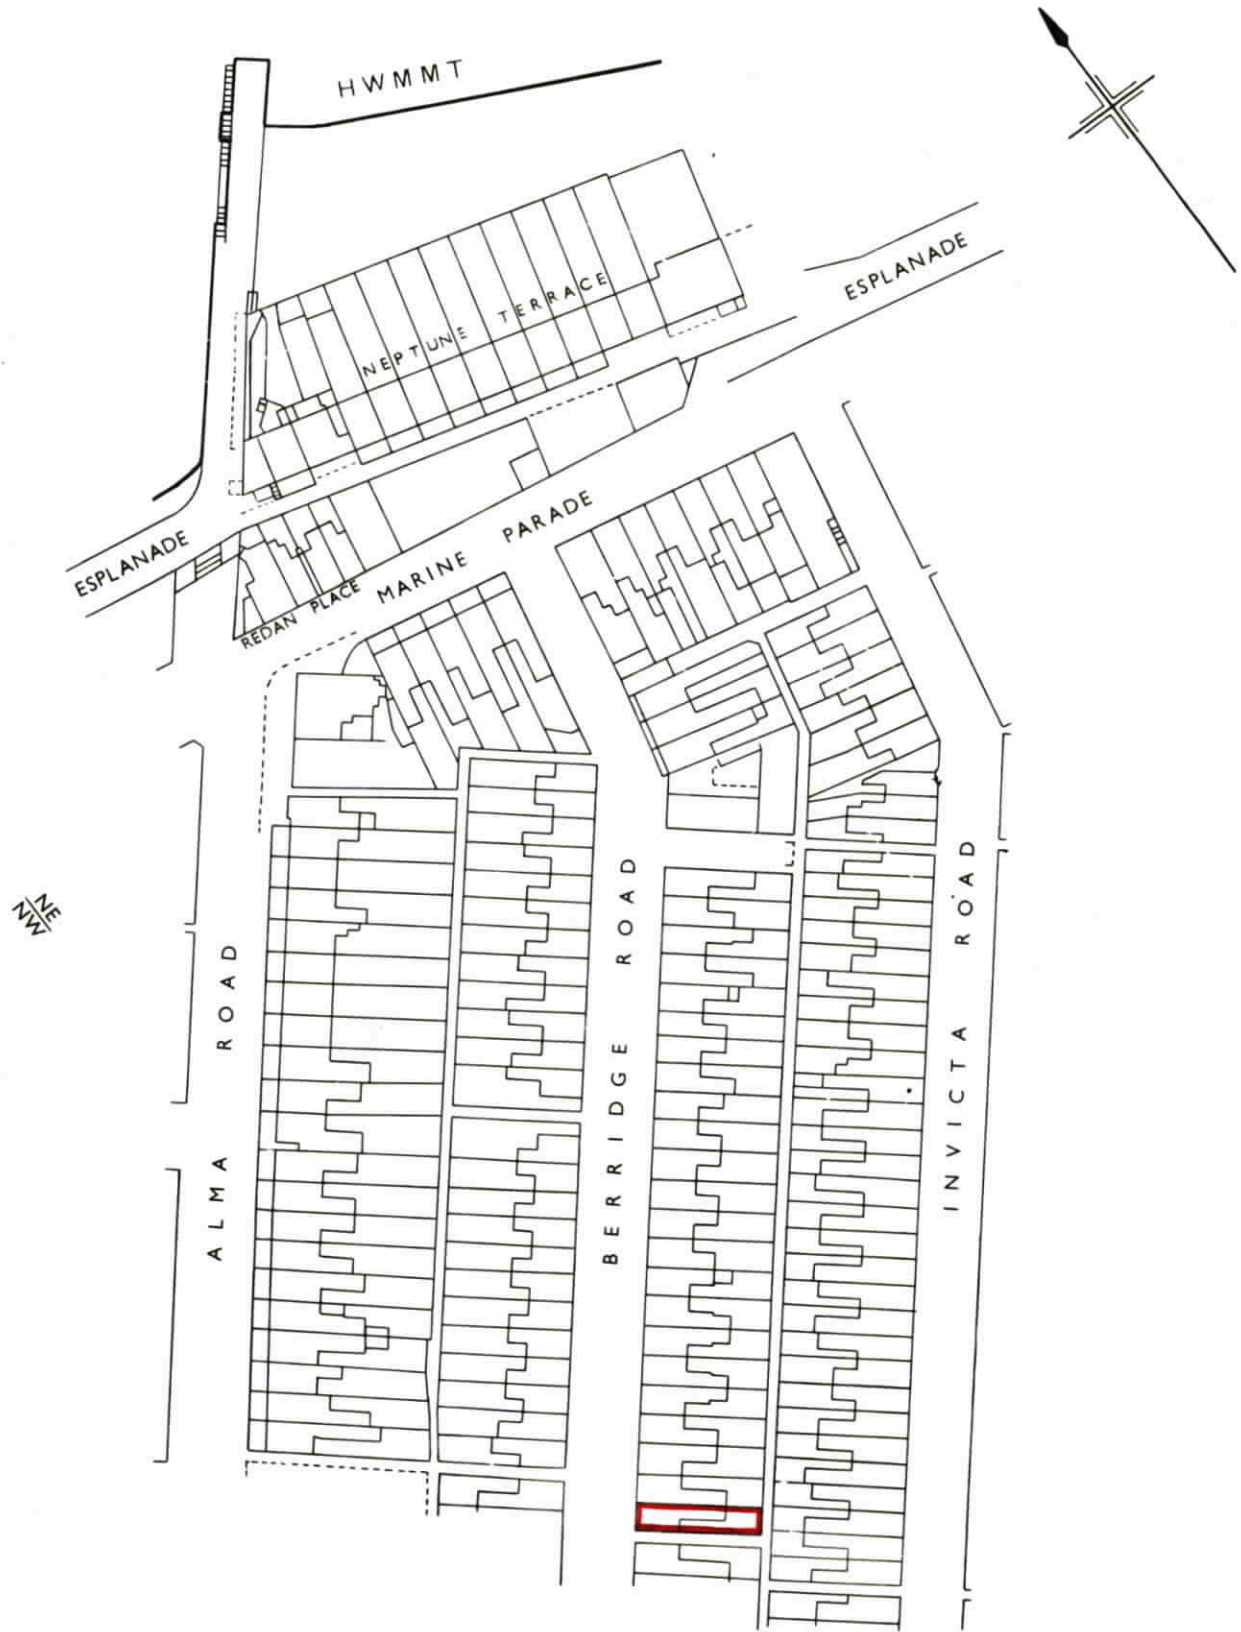 HWMMT
ESPLANADE
NEPTUNE TERRACE
ESPLANADE
MARINE PARADE
REDAN PLACE
NE
NW
ALMA ROAD
BERRIDGE ROAD
INVICTA ROAD